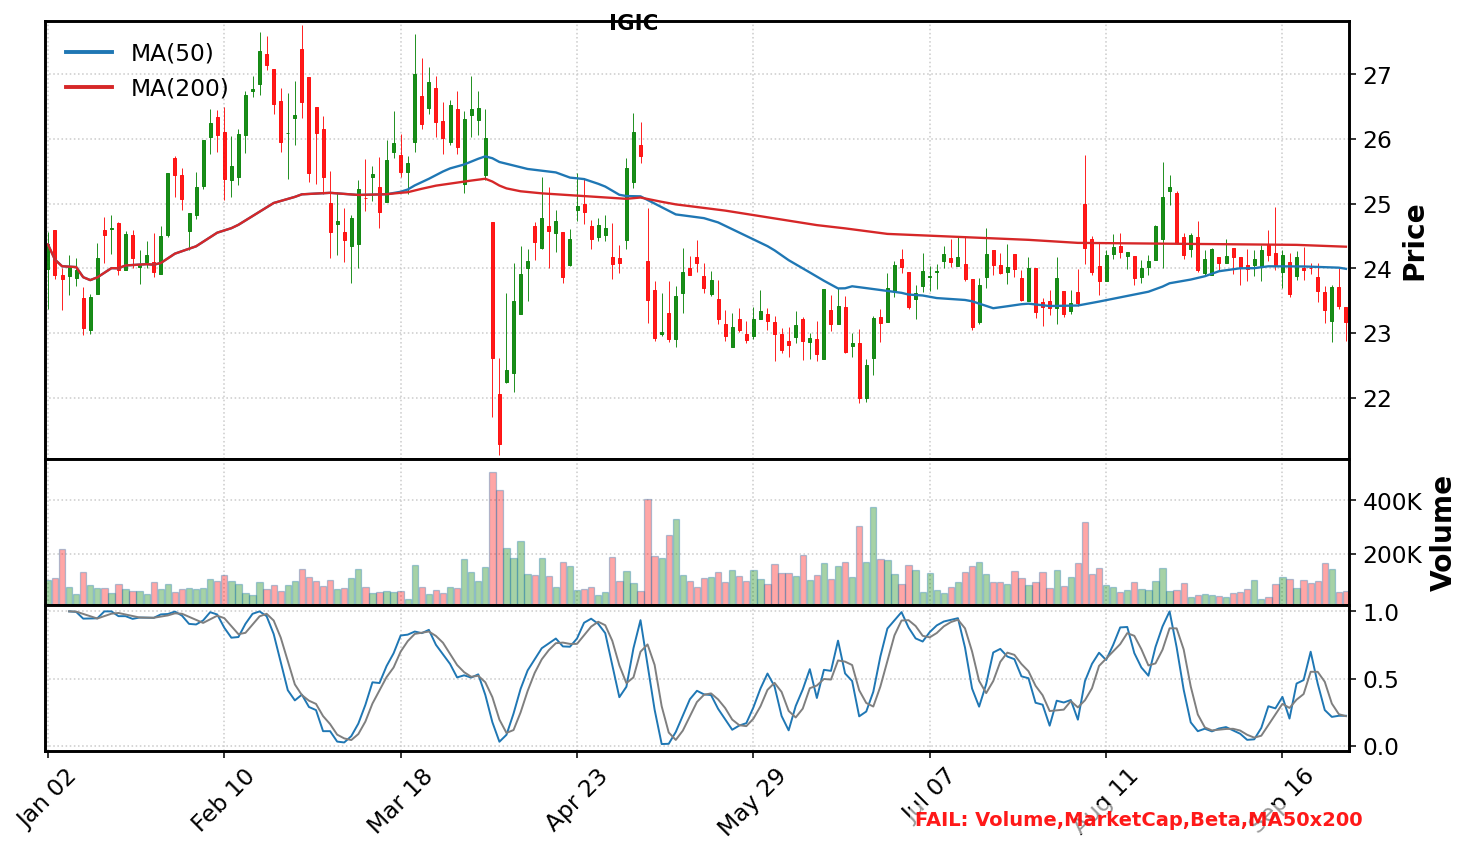 IGIC
MA(50)
MA(200)
27
26
25
24
23
22
Price
400K
200K
Volume
1.0
0.5
0.0
Jan 02
Feb 10
Mar 18
Apr 23
May 29
Jul 07
Aug 11
Sep 16
FAIL: Volume,MarketCap,Beta,MA50x200